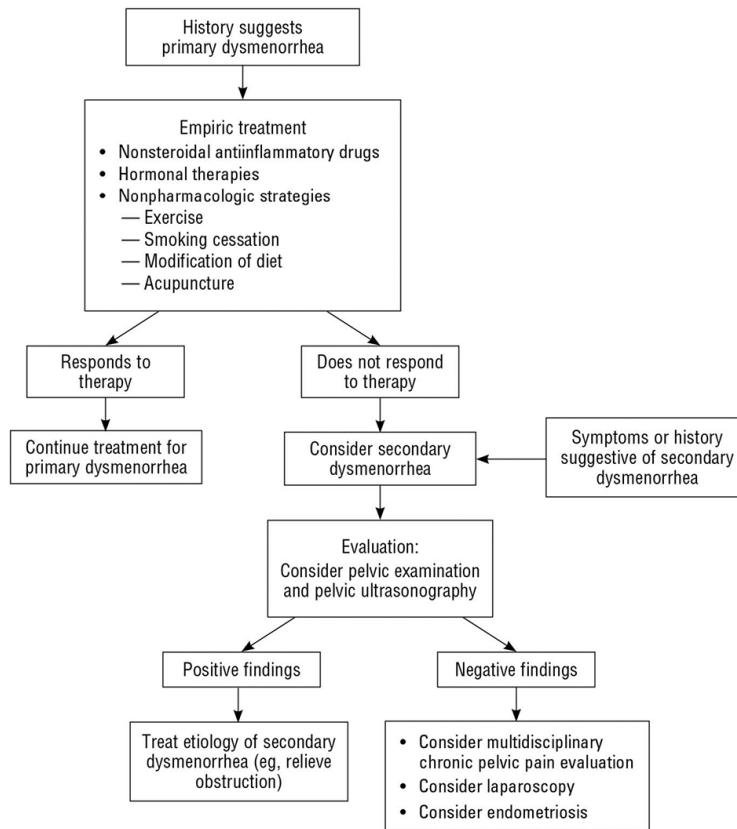 History suggests
primary dysmenorrhea
Empiric treatment
• Nonsteroidal antiinflammatory drugs
• Hormonal therapies
• Nonpharmacologic strategies
— Exercise
— Smoking cessation
— Modification of diet
— Acupuncture
Responds to
therapy
Does not respond
to therapy
Continue treatment for
primary dysmenorrhea
Consider secondary
dysmenorrhea
Symptoms or history
suggestive of secondary
dysmenorrhea
Evaluation:
Consider pelvic examination
and pelvic ultrasonography
Positive findings
Negative findings
Treat etiology of secondary
dysmenorrhea (eg, relieve
obstruction)
• Consider multidisciplinary
chronic pelvic pain evaluation
• Consider laparoscopy
• Consider endometriosis